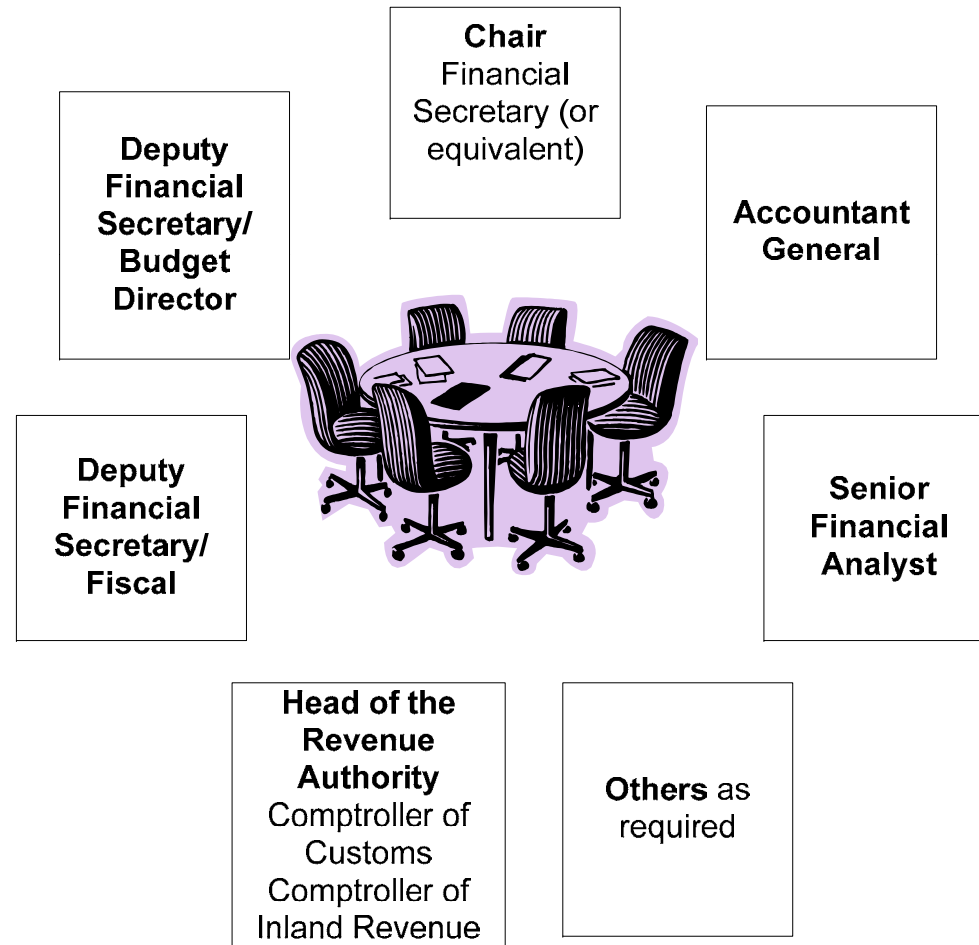 Chair
Financial
Secretary (or
equivalent)
Deputy
Financial
Secretary/
Budget
Director
Accountant
General
Deputy
Financial
Secretary/
Fiscal
Senior
Financial
Analyst
Head of the
Revenue
Authority
Comptroller of
Customs
Comptroller of
Inland Revenue
Others as
required